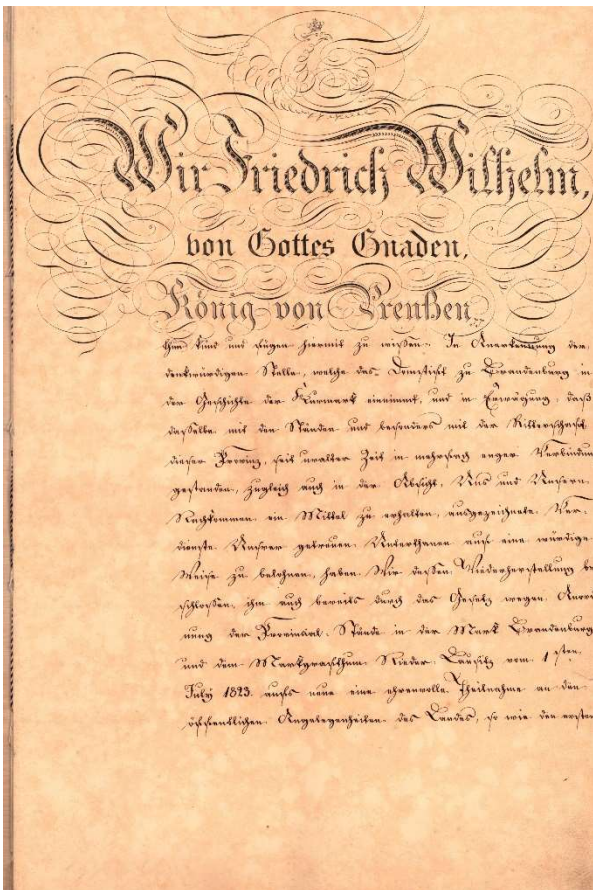 Wir Friedrich Wilhelm,
von Gottes Gnaden,
König von Preußen
thun kund und fügen hiermit zu wissen. In Anerkennung der
denkwürdigen Stelle, welche das Domstift zu Brandenburg in
der Geschichte der Kurmark einnimmt, und in Erwägung, daß
dasselbe mit den Ständen und besonders mit der Ritterschaft
dieser Provinz, seit uralter Zeit in mehrfach enger Verbindun
gestanden, zugleich auch in der Absicht, Uns und Unsern
Nachkommen ein Mittel zu erhalten, ausgezeichnete Ver-
dienste Unsrer getreuen Unterthanen auf eine würdige
Weise zu belohnen, haben Wir dessen Wiederherstellung be
schlossen, ihm auch bereits durch das Gesetz wegen Anord
nung der Provinzial-Stände in der Mark Brandenburg
und dem Markgrafthum Nieder-Lausitz vom 1sten
July 1823 aufs neue eine ehrenvolle Theilnahme an den
öffentlichen Angelegenheiten des Landes, so wie den ersten